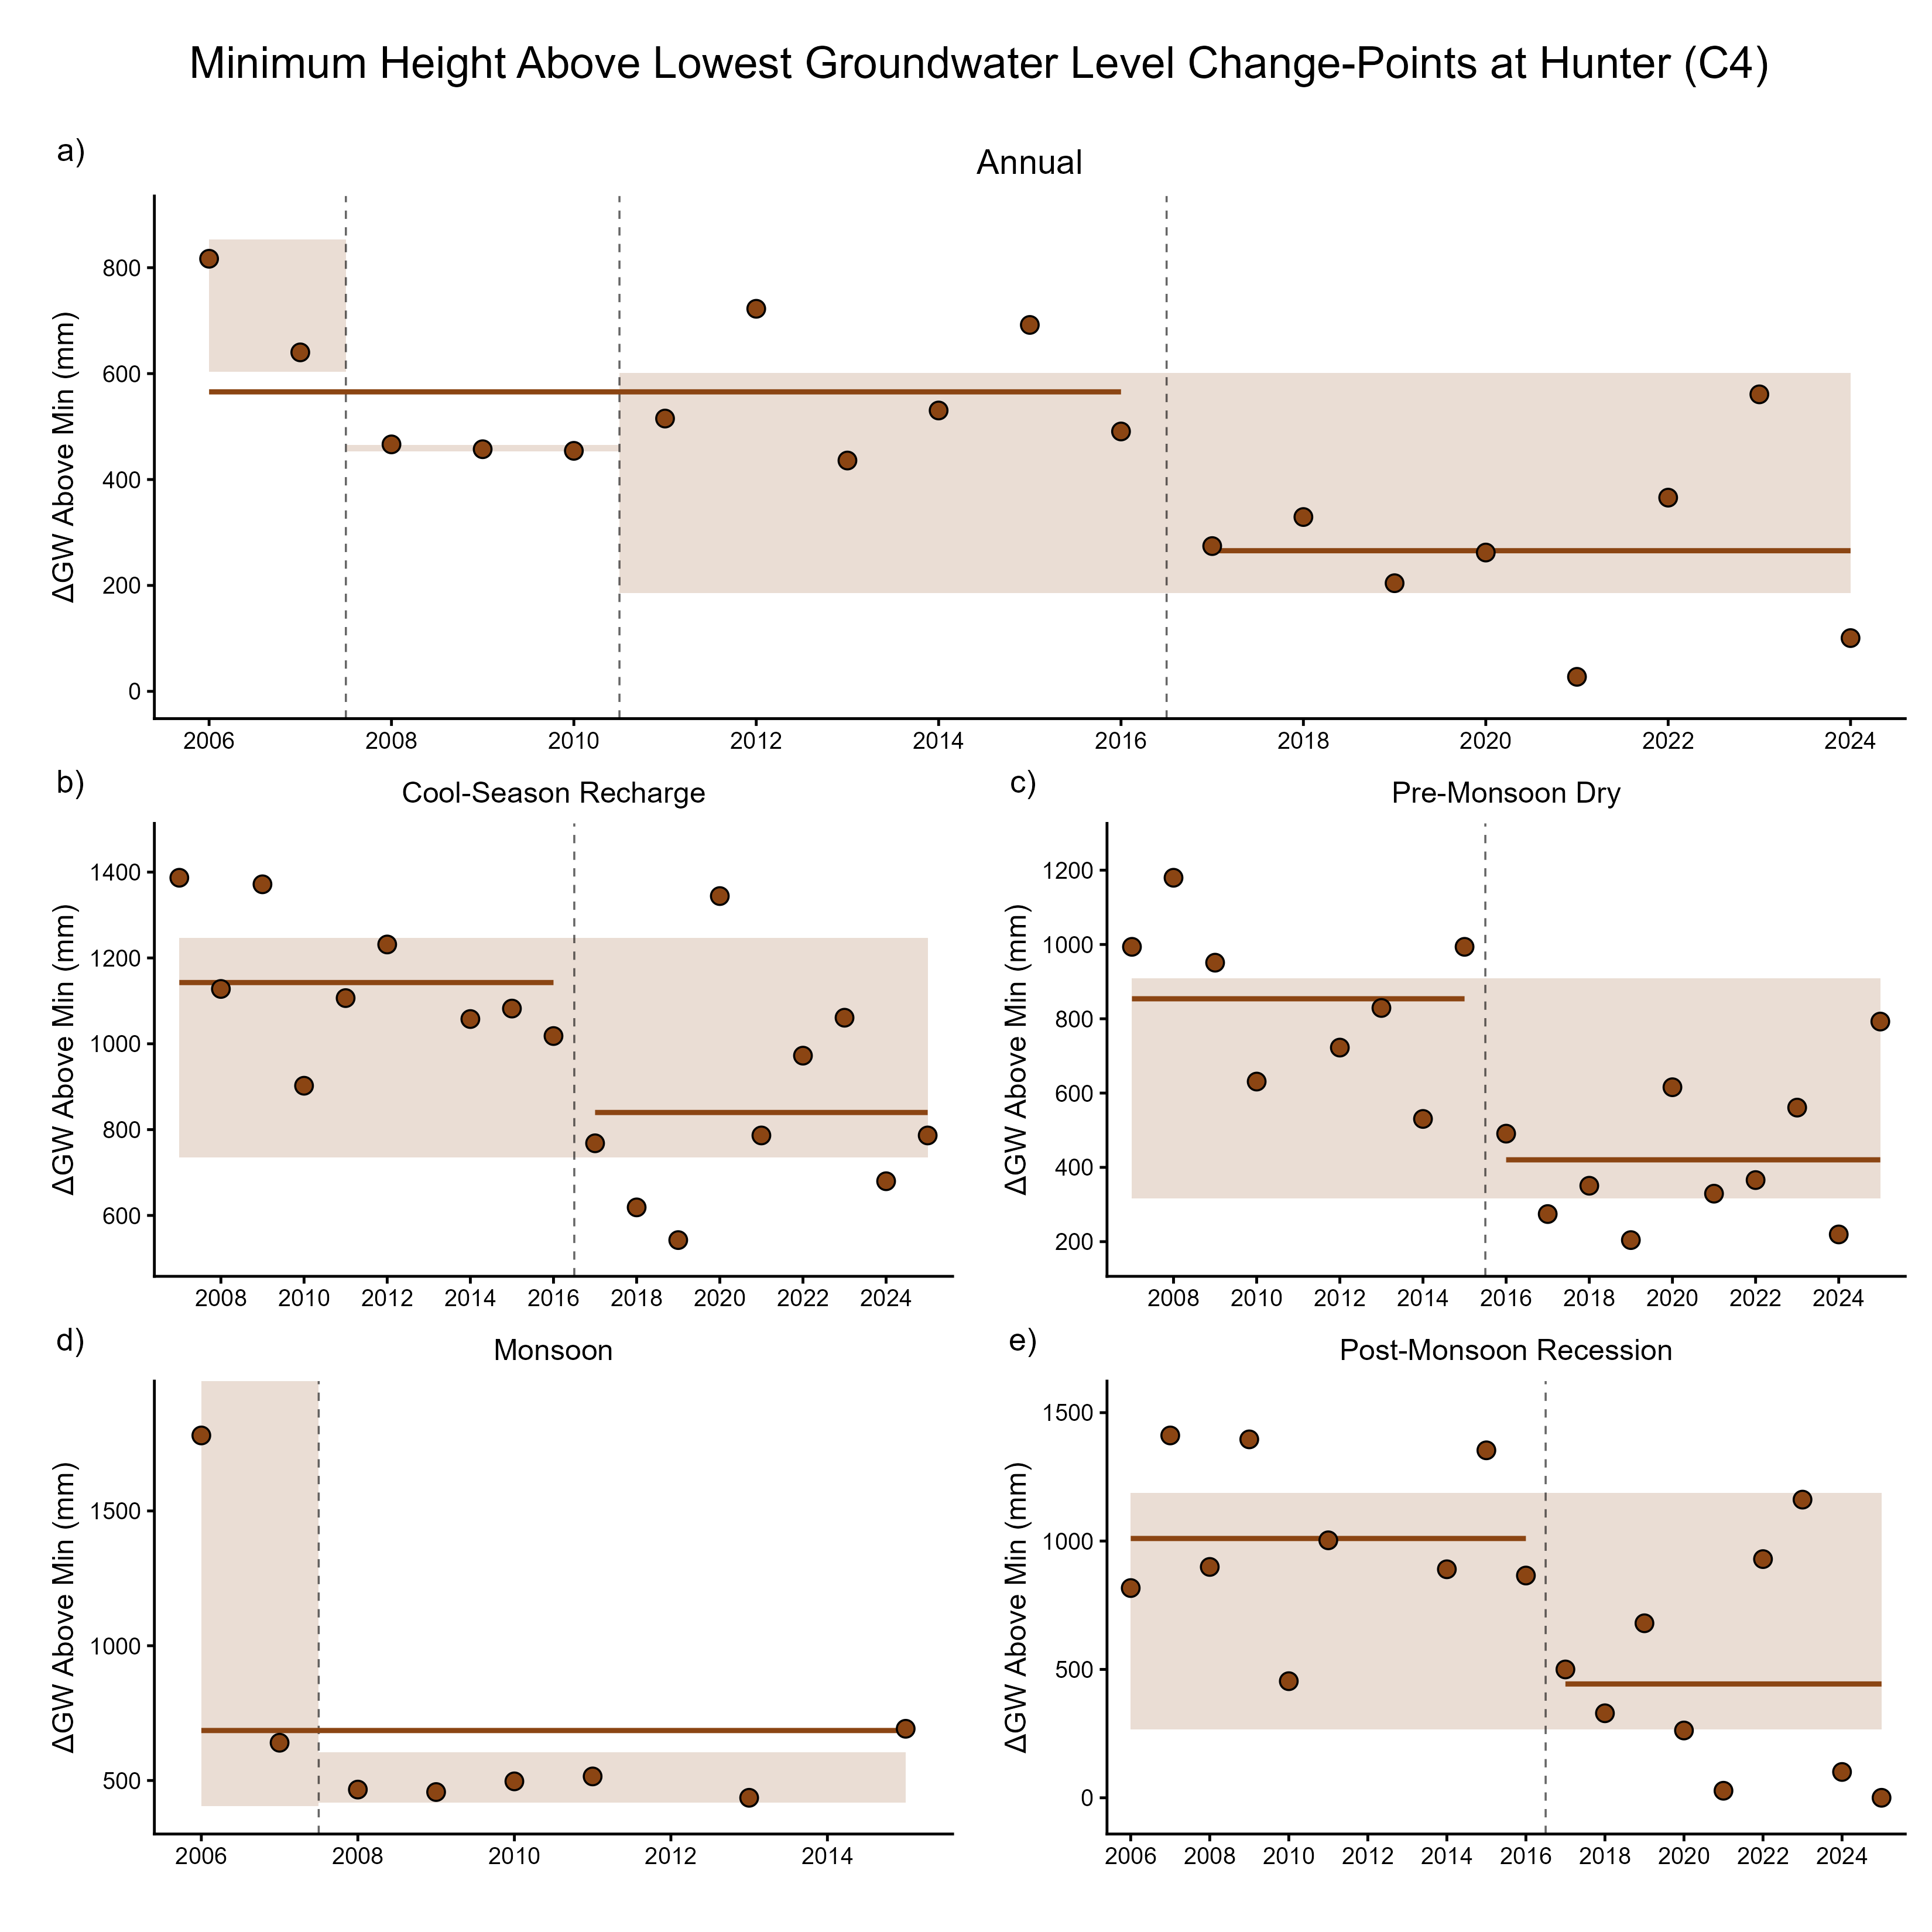 Minimum Height Above Lowest Groundwater Level Change-Points at Hunter (C4)
a)
Annual
ΔGW Above Min (mm)
800
600
400
200
0
2006 2008 2010 2012 2014 2016 2018 2020 2022 2024
b)
Cool-Season Recharge
ΔGW Above Min (mm)
1400
1200
1000
800
600
2008 2010 2012 2014 2016 2018 2020 2022 2024
c)
Pre-Monsoon Dry
ΔGW Above Min (mm)
1200
1000
800
600
400
200
2008 2010 2012 2014 2016 2018 2020 2022 2024
d)
Monsoon
ΔGW Above Min (mm)
1500
1000
500
2006 2008 2010 2012 2014
e)
Post-Monsoon Recession
ΔGW Above Min (mm)
1500
1000
500
0
2006 2008 2010 2012 2014 2016 2018 2020 2022 2024